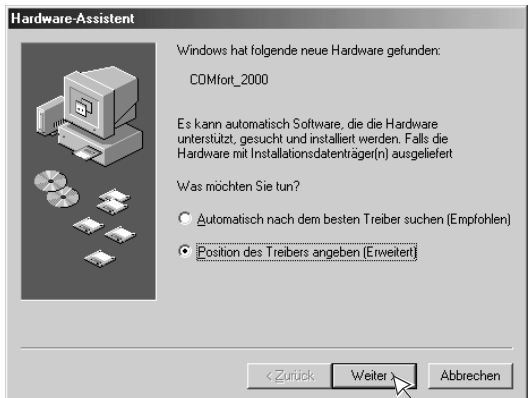 Hardware-Assistent
Windows hat folgende neue Hardware gefunden:
COMfort_2000
Es kann automatisch Software, die die Hardware
unterstützt, gesucht und installiert werden. Falls die
Hardware mit Installationsdatenträger(n) ausgeliefert
Was möchten Sie tun?
Automatisch nach dem besten Treiber suchen (Empfohlen)
Position des Treibers angeben (Erweitert)
< Zurück
Weiter >
Abbrechen